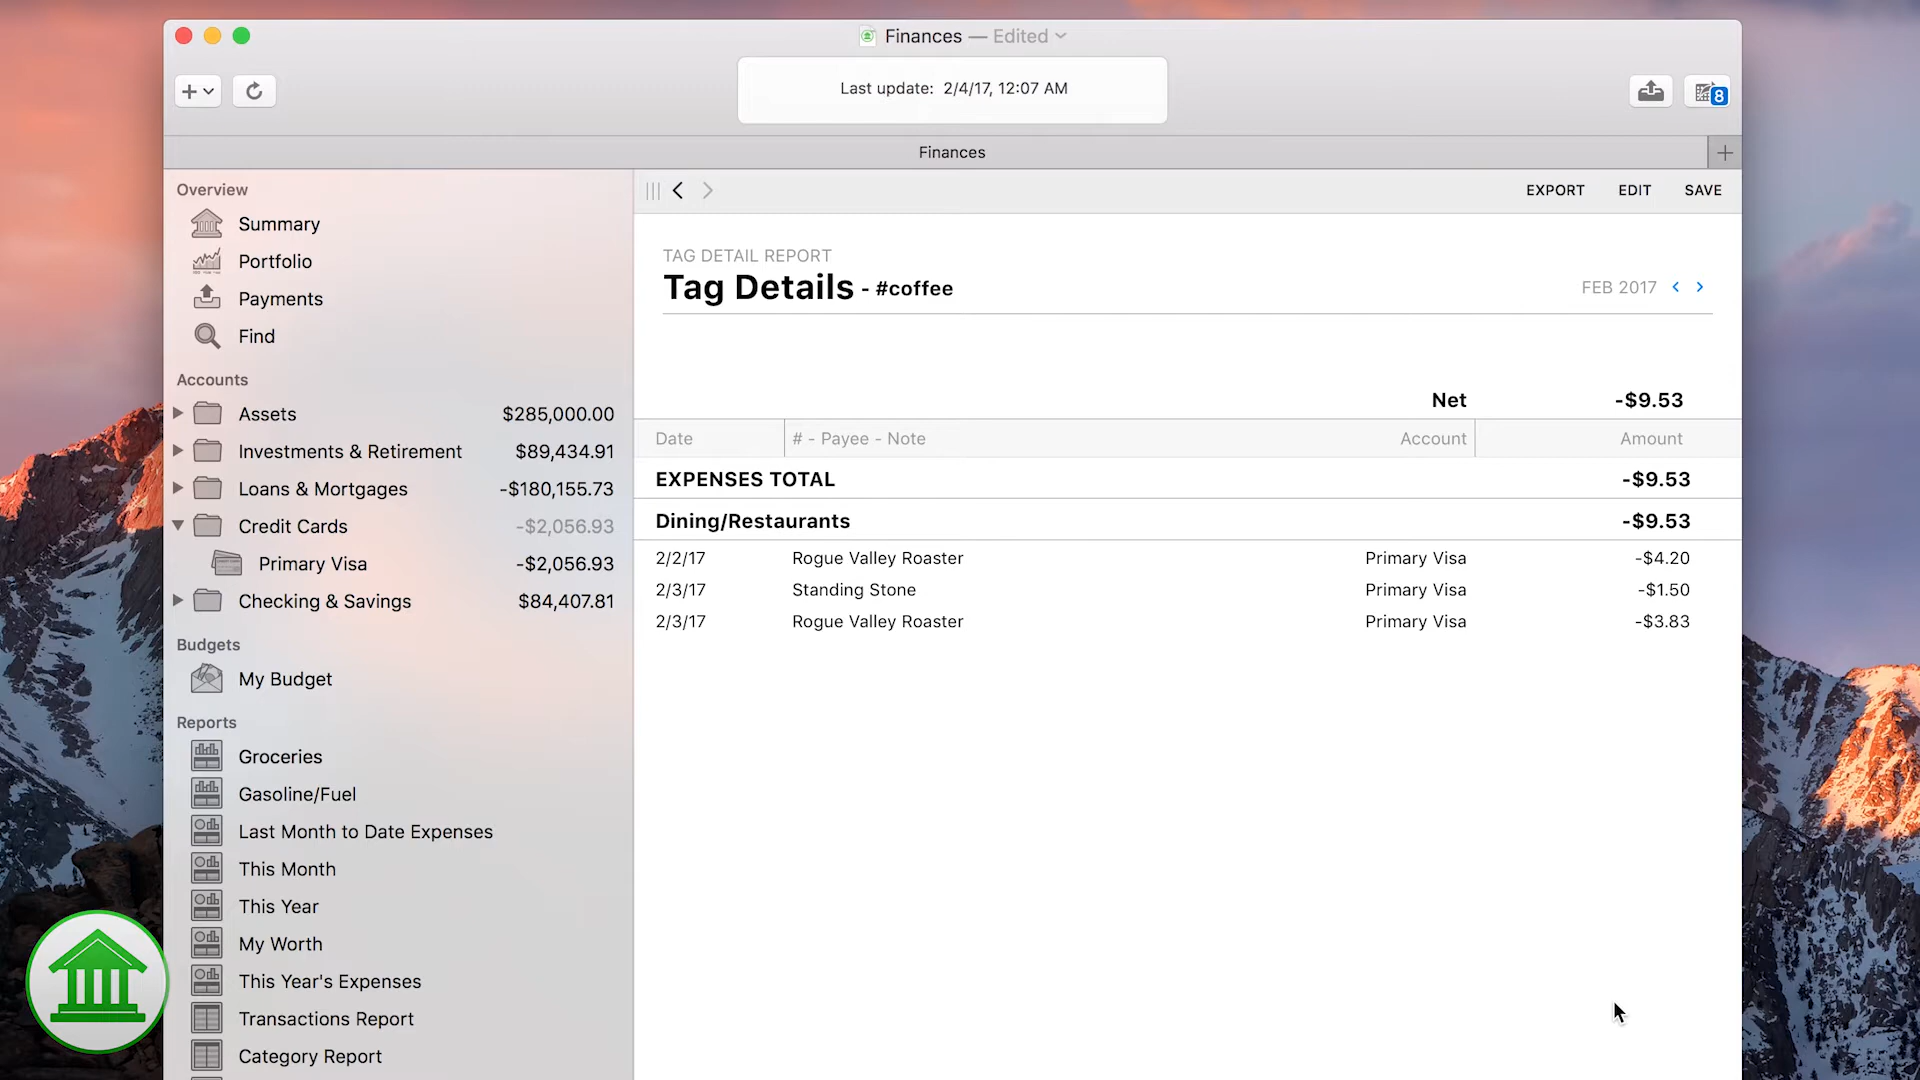 Finances — Edited
Last update: 2/4/17, 12:07 AM
8
Finances
Overview
Summary
Portfolio
Payments
Find
Accounts
Assets $285,000.00
Investments & Retirement $89,434.91
Loans & Mortgages -$180,155.73
Credit Cards -$2,056.93
Primary Visa -$2,056.93
Checking & Savings $84,407.81
Budgets
My Budget
Reports
Groceries
Gasoline/Fuel
Last Month to Date Expenses
This Month
This Year
My Worth
This Year's Expenses
Transactions Report
Category Report
EXPORT EDIT SAVE
TAG DETAIL REPORT
Tag Details - #coffee
FEB 2017
Net -$9.53
Date # - Payee - Note Account Amount
EXPENSES TOTAL -$9.53
Dining/Restaurants -$9.53
2/2/17 Rogue Valley Roaster Primary Visa -$4.20
2/3/17 Standing Stone Primary Visa -$1.50
2/3/17 Rogue Valley Roaster Primary Visa -$3.83